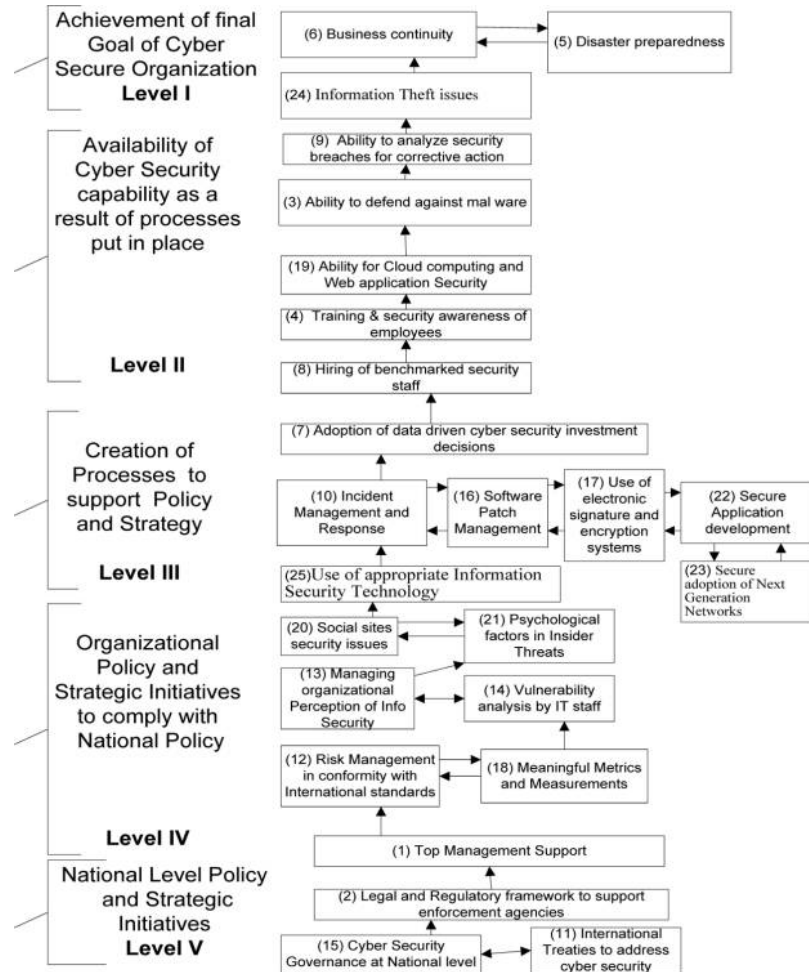 Achievement of final
Goal of Cyber
Secure Organization
Level I
(6) Business continuity
(5) Disaster preparedness
(24) Information Theft issues
Availability of
Cyber Security
capability as a
result of processes
put in place
Level II
(9) Ability to analyze security
breaches for corrective action
(3) Ability to defend against mal ware
(19) Ability for Cloud computing and
Web application Security
(4) Training & security awareness of
employees
(8) Hiring of benchmarked security
staff
Creation of
Processes to
support Policy
and Strategy
Level III
(7) Adoption of data driven cyber security investment
decisions
(10) Incident
Management and
Response
(16) Software
Patch
Management
(17) Use of
electronic
signature and
encryption
systems
(22) Secure
Application
development
(23) Secure
adoption of Next
Generation
Networks
(25)Use of appropriate Information
Security Technology
Organizational
Policy and
Strategic Initiatives
to comply with
National Policy
Level IV
(20) Social sites
security issues
(21) Psychological
factors in Insider
Threats
(13) Managing
organizational
Perception of Info
Security
(14) Vulnerability
analysis by IT staff
(12) Risk Management
in conformity with
International standards
(18) Meaningful Metrics
and Measurements
(1) Top Management Support
National Level Policy
and Strategic
Initiatives
Level V
(2) Legal and Regulatory framework to support
enforcement agencies
(15) Cyber Security
Governance at National level
(11) International
Treaties to address
cyber security